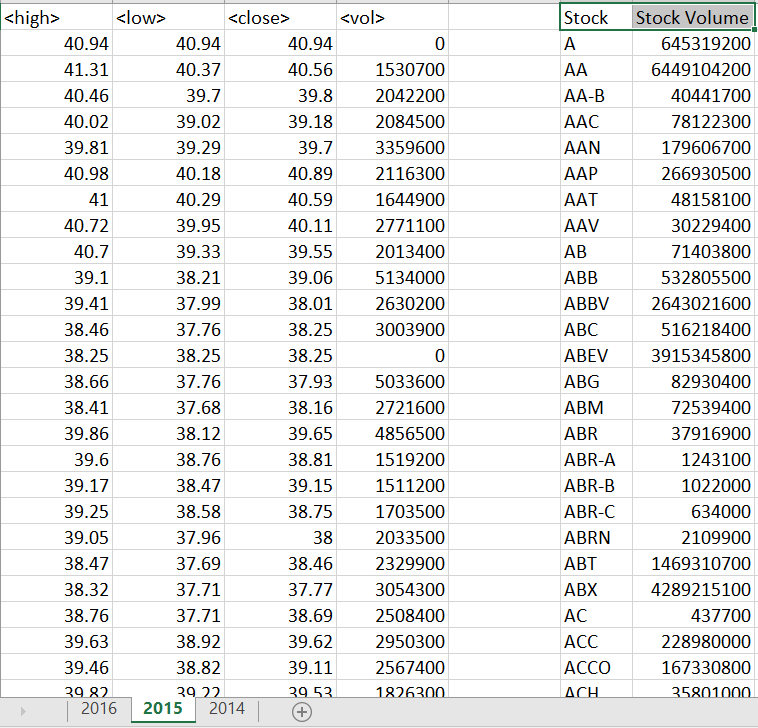 <high> <low> <close> <vol> Stock Stock Volume
40.94 40.94 40.94 0 A 645319200
41.31 40.37 40.56 1530700 AA 6449104200
40.46 39.7 39.8 2042200 AA-B 40441700
40.02 39.02 39.18 2084500 AAC 78122300
39.81 39.29 39.7 3359600 AAN 179606700
40.98 40.18 40.89 2116300 AAP 266930500
41 40.29 40.59 1644900 AAT 48158100
40.72 39.95 40.11 2771100 AAV 30229400
40.7 39.33 39.55 2013400 AB 71403800
39.1 38.21 39.06 5134000 ABB 532805500
39.41 37.99 38.01 2630200 ABBV 2643021600
38.46 37.76 38.25 3003900 ABC 516218400
38.25 38.25 38.25 0 ABEV 3915345800
38.66 37.76 37.93 5033600 ABG 82930400
38.41 37.68 38.16 2721600 ABM 72539400
39.86 38.12 39.65 4856500 ABR 37916900
39.6 38.76 38.81 1519200 ABR-A 1243100
39.17 38.47 39.15 1511200 ABR-B 1022000
39.25 38.58 38.75 1703500 ABR-C 634000
39.05 37.96 38 2033500 ABRN 2109900
38.47 37.69 38.46 2329900 ABT 1469310700
38.32 37.71 37.77 3054300 ABX 4289215100
38.76 37.71 38.69 2508400 AC 437700
39.63 38.92 39.62 2950300 ACC 228980000
39.46 38.82 39.11 2567400 ACCO 167330800
39.82 39.22 39.53 1826300 ACH 35801000
2016 2015 2014